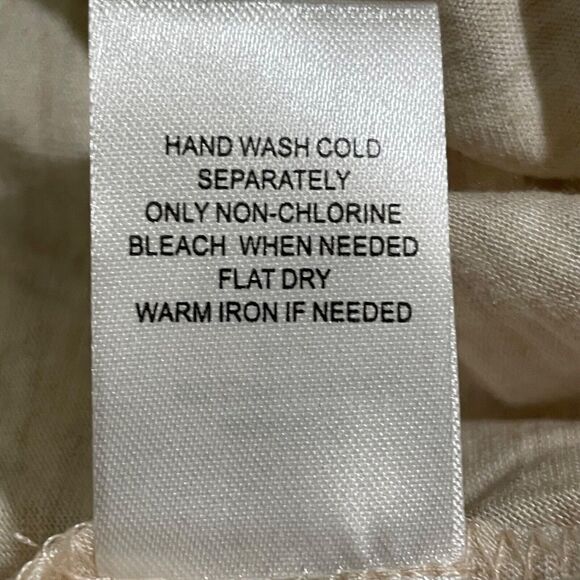 HAND WASH COLD
SEPARATELY
ONLY NON-CHLORINE
BLEACH WHEN NEEDED
FLAT DRY
WARM IRON IF NEEDED